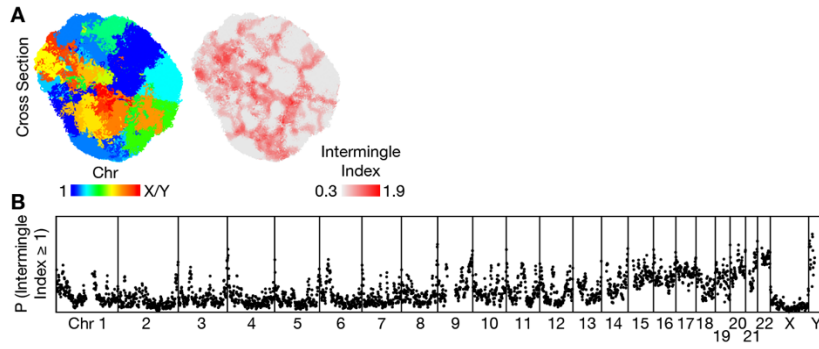 A
Cross Section
Chr
1 X/Y
Intermingle
Index
0.3 1.9
B
P (Intermingle
Index ≥ 1)
Chr 1 2 3 4 5 6 7 8 9 10 11 12 13 14 15 16 17 18 19 20 21 22 X Y